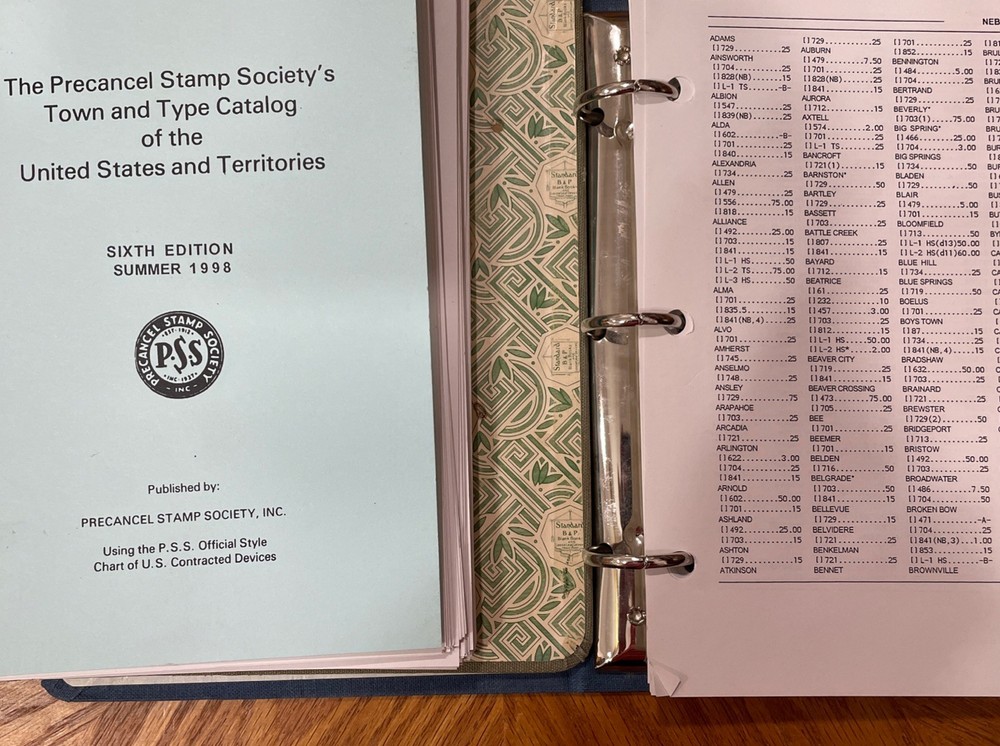 The Precancel Stamp Society's
Town and Type Catalog
of the
United States and Territories
SIXTH EDITION
SUMMER 1998
PRECANCEL STAMP SOCIETY
·EST·1912·
P·S·S
·INC·1937·
- INC -
Published by:
PRECANCEL STAMP SOCIETY, INC.
Using the P.S.S. Official Style
Chart of U.S. Contracted Devices
Standard
B & P
Standard
B & P
Standard
B & P
NEB
ADAMS
[]729...........25
AINSWORTH
[]704...........25
[]828(NB).......15
[]L-1 TS.......-B-
ALBION
[]547...........25
[]839(NB).......25
ALDA
[]602..........-B-
[]701...........25
[]840...........15
ALEXANDRIA
[]734...........25
ALLEN
[]479...........25
[]556........75.00
[]818...........15
ALLIANCE
[]492........25.00
[]703...........15
[]841...........15
[]L-1 HS........50
[]L-2 TS.....75.00
[]L-3 HS........50
ALMA
[]701...........25
[]835.5.........15
[]841(NB,4).....25
ALVO
[]701...........25
AMHERST
[]745...........25
ANSELMO
[]748...........25
ANSLEY
[]729...........75
ARAPAHOE
[]703...........25
ARCADIA
[]721...........25
ARLINGTON
[]622.........3.00
[]704...........25
[]841...........15
ARNOLD
[]602........50.00
[]701...........15
ASHLAND
[]492........25.00
[]703...........15
ASHTON
[]729...........15
ATKINSON
[]729...........25
AUBURN
[]479.........7.50
[]701...........25
[]828(NB).......25
[]841...........15
AURORA
[]712...........15
AXTELL
[]574.........2.00
[]701...........25
[]L-1 TS........25
BANCROFT
[]721(1)........15
BARNSTON*
[]729...........50
BARTLEY
[]729...........25
BASSETT
[]703...........25
BATTLE CREEK
[]807...........25
[]841...........15
BAYARD
[]712...........15
BEATRICE
[]61............25
[]232...........10
[]457.........3.00
[]703...........25
[]812...........15
[]L-1 HS........50
[]L-2 HS*.....2.00
BEAVER CITY
[]719...........25
[]841...........15
BEAVER CROSSING
[]473........75.00
[]705...........25
BEE
[]701...........25
BEEMER
[]701...........15
BELDEN
[]716...........50
BELGRADE*
[]703...........50
[]841...........15
BELLEVUE
[]729...........15
BELVIDERE
[]721...........25
BENKELMAN
[]721...........25
BENNET
[]701...........25
[]852...........15
BENNINGTON
[]484.........5.00
[]704...........25
BERTRAND
[]729...........25
BEVERLY*
[]703(1).....75.00
BIG SPRING*
[]466........25.00
[]704.........3.00
BIG SPRINGS
[]734...........50
BLADEN
[]729...........50
BLAIR
[]479.........5.00
[]701...........15
BLOOMFIELD
[]713...........50
[]L-1 HS(d13)50.00
[]L-2 HS(d11)60.00
BLUE HILL
[]734...........25
BLUE SPRINGS
[]719...........50
BOELUS
[]701...........25
BOYS TOWN
[]87............15
[]734...........25
[]841(NB,4).....15
BRADSHAW
[]632........50.00
[]703...........25
BRAINARD
[]721...........25
BREWSTER
[]729(2)........50
BRIDGEPORT
[]713...........25
BRISTOW
[]492........50.00
[]703...........25
BROADWATER
[]486.........7.50
[]704...........50
BROKEN BOW
[]471..........-A-
[]704...........25
[]841(NB,3)...1.00
[]853...........15
[]L-1 HS.......-B-
BROWNVILLE